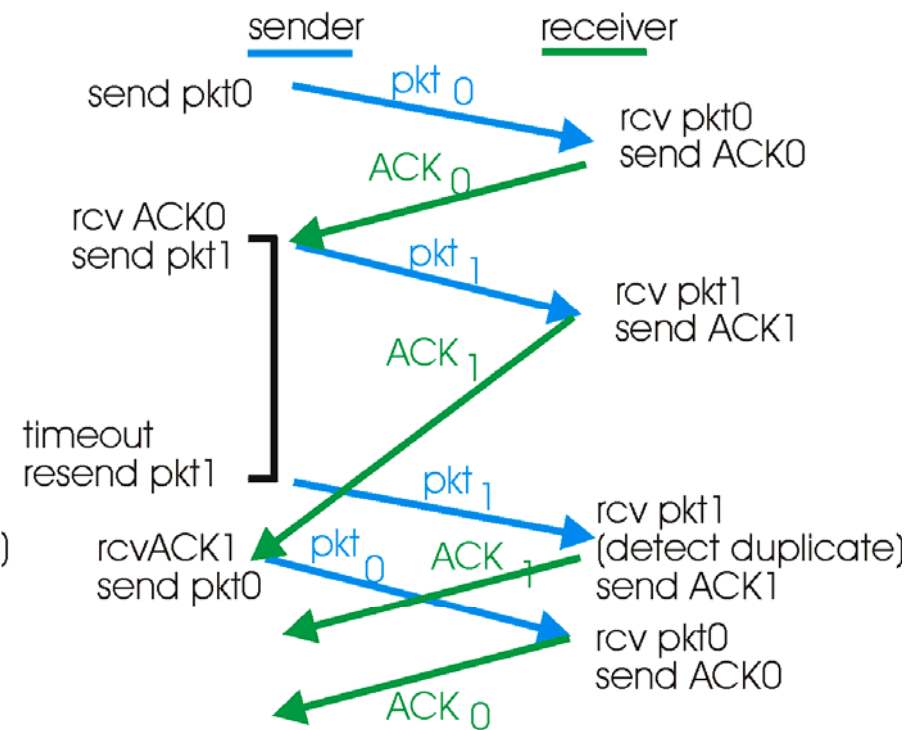 sender
receiver
send pkt0
pkt 0
rcv pkt0
send ACK0
ACK 0
rcv ACK0
send pkt1
pkt 1
rcv pkt1
send ACK1
ACK 1
timeout
resend pkt1
pkt 1
rcv pkt1
(detect duplicate)
send ACK1
)
rcvACK1
send pkt0
pkt 0
ACK 1
rcv pkt0
send ACK0
ACK 0